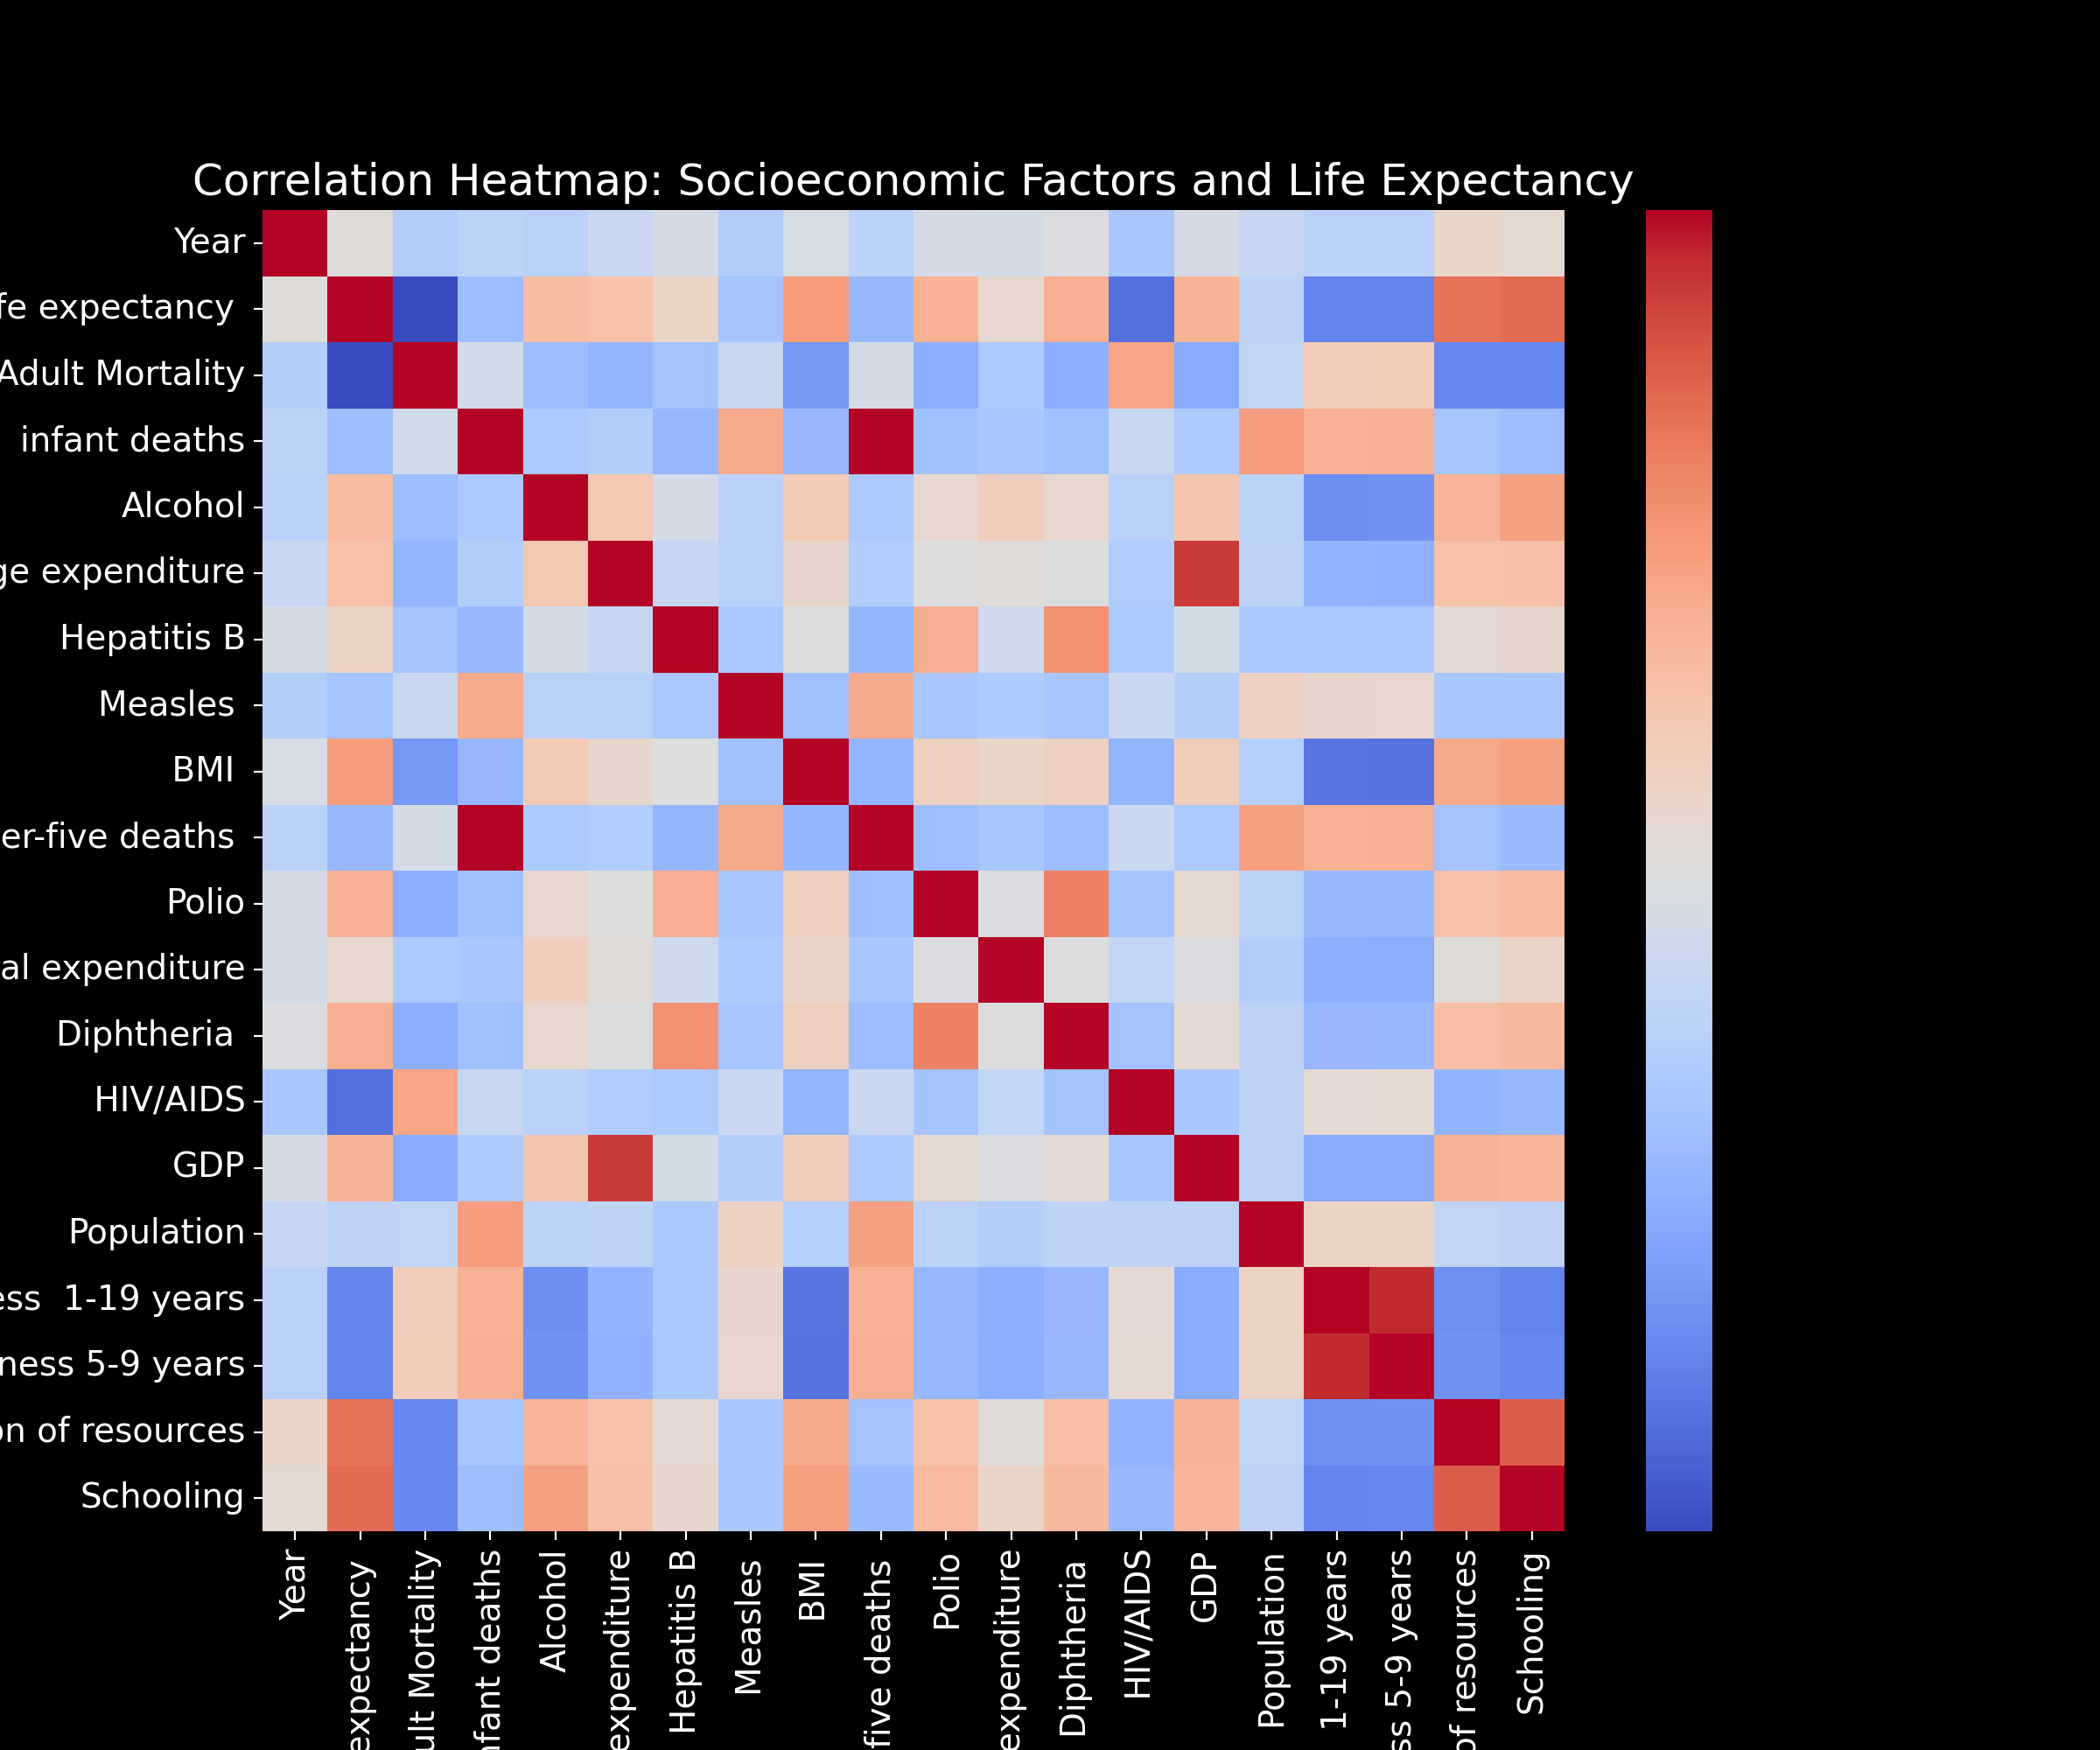 Correlation Heatmap: Socioeconomic Factors and Life Expectancy
Year
fe expectancy
Adult Mortality
infant deaths
Alcohol
ge expenditure
Hepatitis B
Measles
BMI
er-five deaths
Polio
al expenditure
Diphtheria
HIV/AIDS
GDP
Population
ess 1-19 years
ness 5-9 years
on of resources
Schooling
Year
expectancy
ult Mortality
nfant deaths
Alcohol
expenditure
Hepatitis B
Measles
BMI
five deaths
Polio
expenditure
Diphtheria
HIV/AIDS
GDP
Population
1-19 years
ss 5-9 years
of resources
Schooling